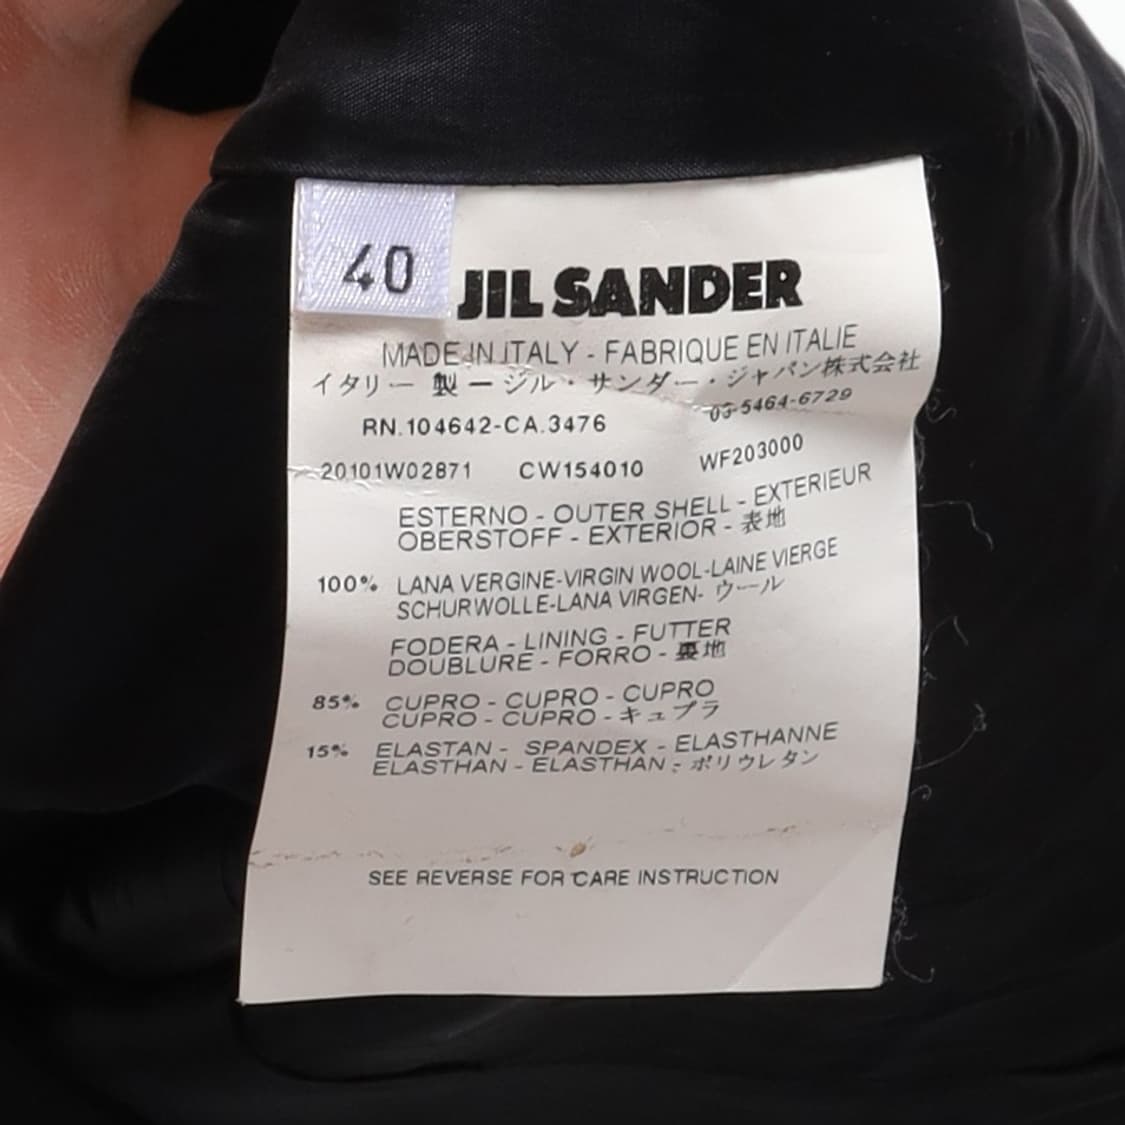 40
JIL SANDER
MADE IN ITALY - FABRIQUE EN ITALIE
イタリー 製 ー ジル・サンダー・ジャパン株式会社
03-5464-6729
RN.104642-CA.3476
20101W02871 CW154010 WF203000
ESTERNO - OUTER SHELL - EXTERIEUR
OBERSTOFF - EXTERIOR - 表地
100% LANA VERGINE-VIRGIN WOOL-LAINE VIERGE
SCHURWOLLE-LANA VIRGEN- ウール
FODERA - LINING - FUTTER
DOUBLURE - FORRO - 裏地
85% CUPRO - CUPRO - CUPRO
CUPRO - CUPRO - キュプラ
15% ELASTAN - SPANDEX - ELASTHANNE
ELASTHAN - ELASTHAN - ポリウレタン
SEE REVERSE FOR CARE INSTRUCTION